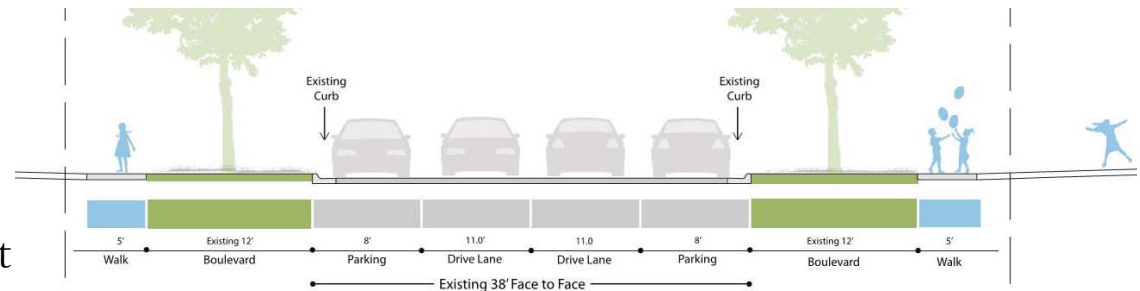 Existing
Curb
Existing
Curb
5' Existing 12' 8' 11.0' 11.0 8' Existing 12' 5'
t Walk Boulevard Parking Drive Lane Drive Lane Parking Boulevard Walk
Existing 38' Face to Face